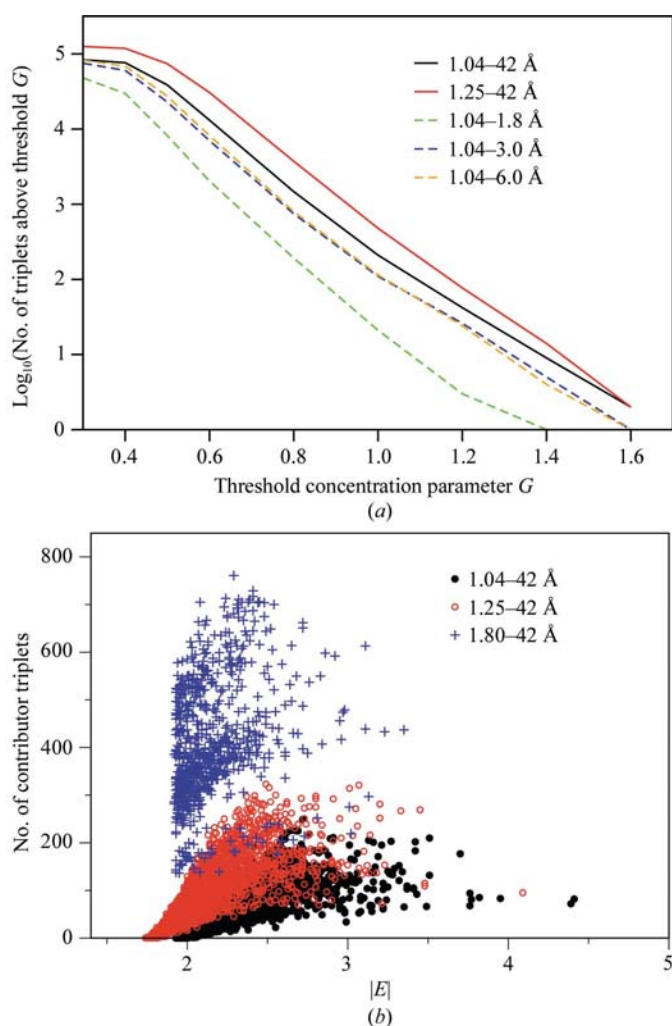 5
4
3
2
1
0
Log₁₀(No. of triplets above threshold G)
1.04–42 Å
1.25–42 Å
1.04–1.8 Å
1.04–3.0 Å
1.04–6.0 Å
0.4 0.6 0.8 1.0 1.2 1.4 1.6
Threshold concentration parameter G
(a)
800
600
400
200
0
No. of contributor triplets
1.04–42 Å
1.25–42 Å
1.80–42 Å
2 3 4 5
|E|
(b)